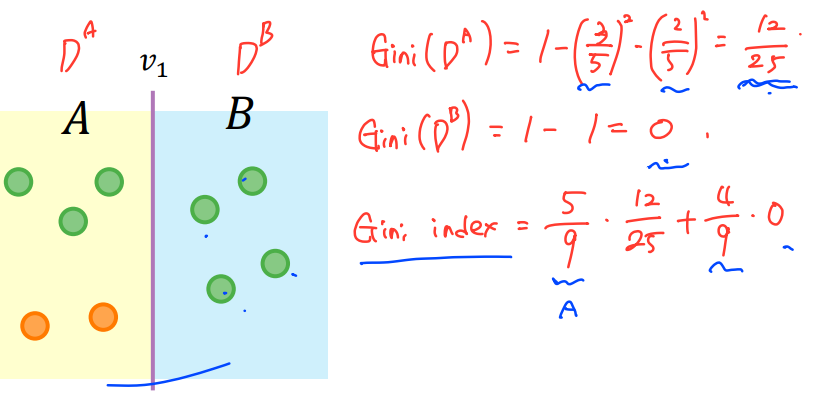 D^A
D^B
v₁
A
B
Gini(D^A) = 1-(3/5)²-(2/5)² = 12/25.
Gini(D^B) = 1 - 1 = 0.
Gini index = 5/9 · 12/25 + 4/9 · 0
A